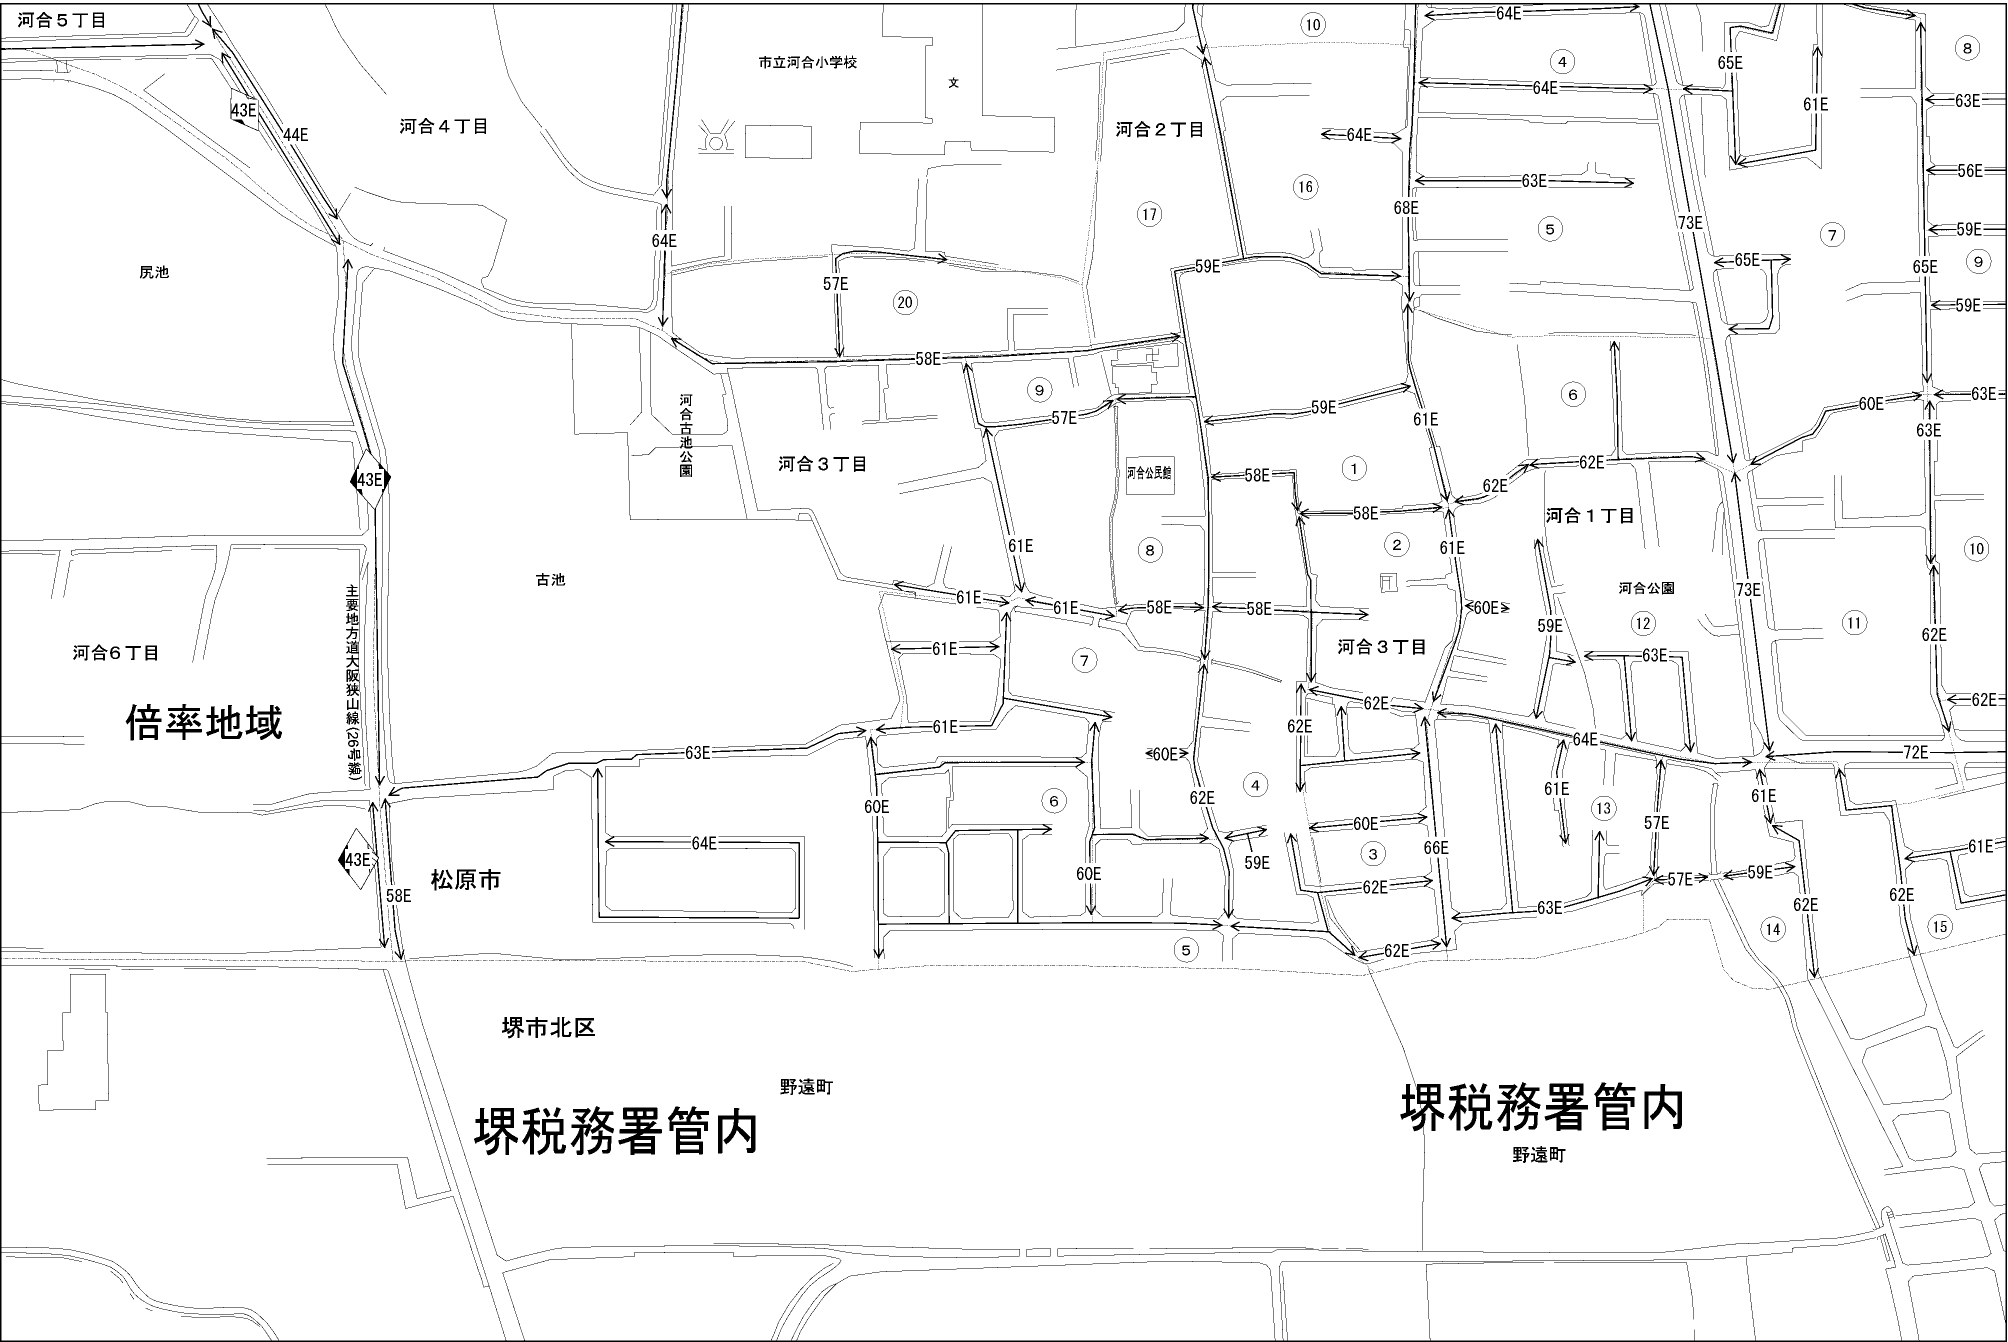 河合５丁目
64E
⑩
⑧
市立河合小学校
文
④
65E
64E
63E
43E
44E
61E
河合４丁目
河合２丁目
64E
56E
63E
⑯
⑰
68E
73E
⑤
⑦
59E
64E
65E
59E
65E
⑨
尻池
57E
⑳
59E
58E
⑨
⑥
59E
60E
63E
57E
61E
63E
河合古池公園
河合３丁目
河合公民館
①
62E
43E
58E
62E
58E
河合１丁目
61E
②
61E
⑩
⑧
古池
主要地方道大阪狭山線(26号線)
河合公園
73E
61E
61E
58E
58E
60E
59E
⑫
⑪
62E
61E
河合３丁目
河合６丁目
⑦
63E
倍率地域
62E
62E
62E
61E
64E
63E
60E
72E
④
61E
61E
60E
⑥
62E
⑬
60E
57E
64E
66E
③
61E
43E
59E
松原市
60E
59E
57E
62E
58E
62E
62E
63E
⑭
⑮
⑤
62E
堺市北区
野遠町
堺税務署管内
堺税務署管内
野遠町